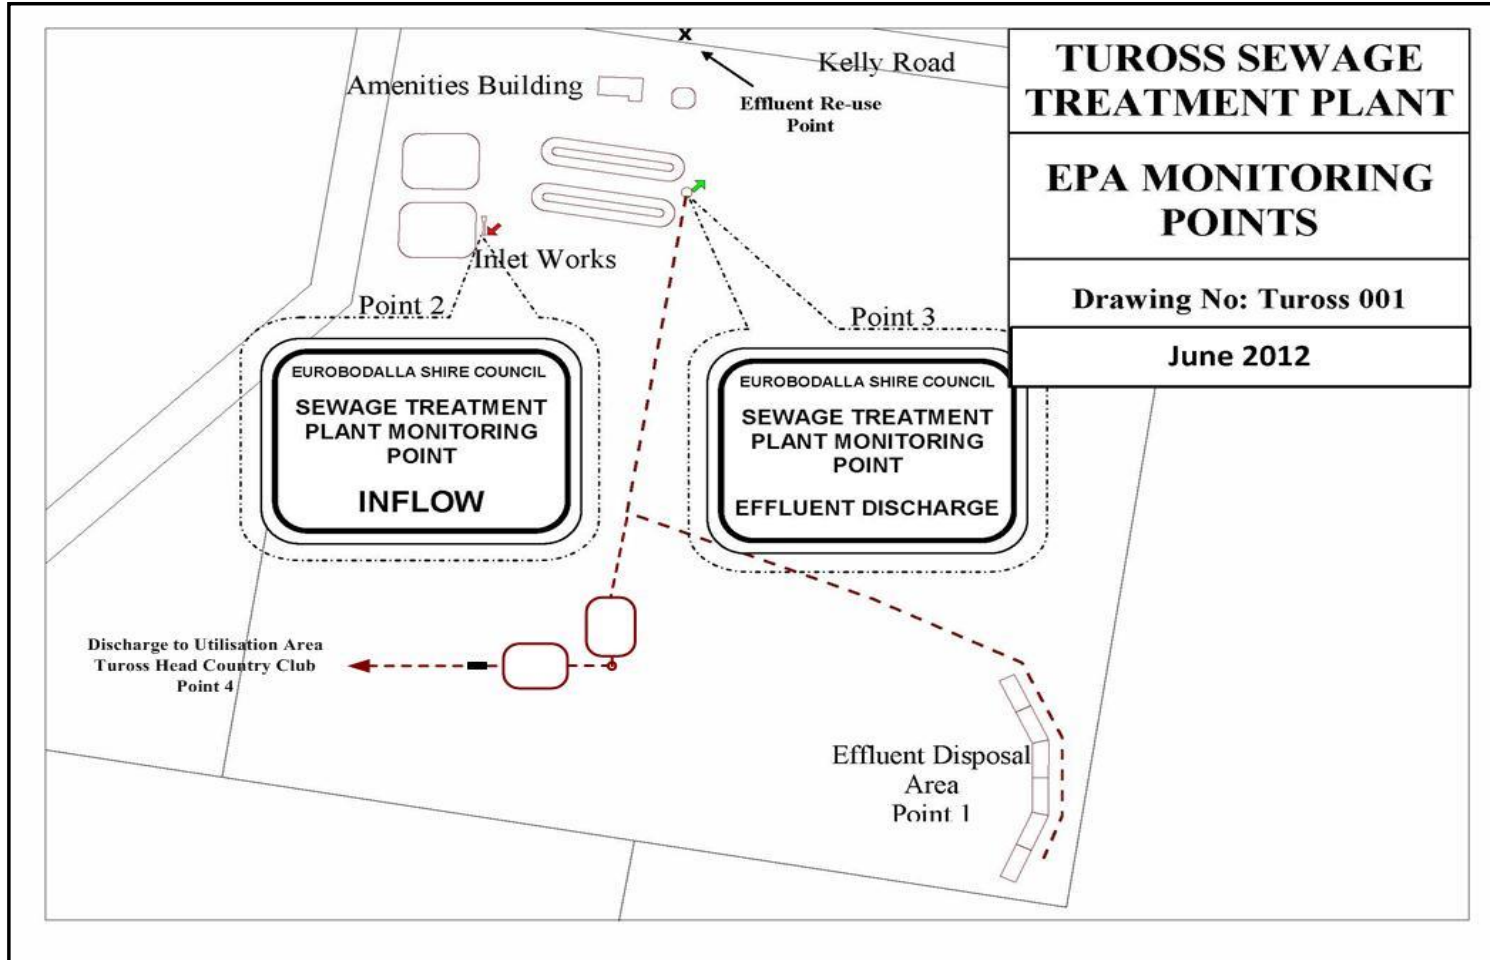 X
Kelly Road
TUROSS SEWAGE
TREATMENT PLANT
Amenities Building
Effluent Re-use
Point
EPA MONITORING
POINTS
Inlet Works
Point 2
Point 3
Drawing No: Tuross 001
June 2012
EUROBODALLA SHIRE COUNCIL
SEWAGE TREATMENT
PLANT MONITORING
POINT
INFLOW
EUROBODALLA SHIRE COUNCIL
SEWAGE TREATMENT
PLANT MONITORING
POINT
EFFLUENT DISCHARGE
Discharge to Utilisation Area
Tuross Head Country Club
Point 4
Effluent Disposal
Area
Point 1